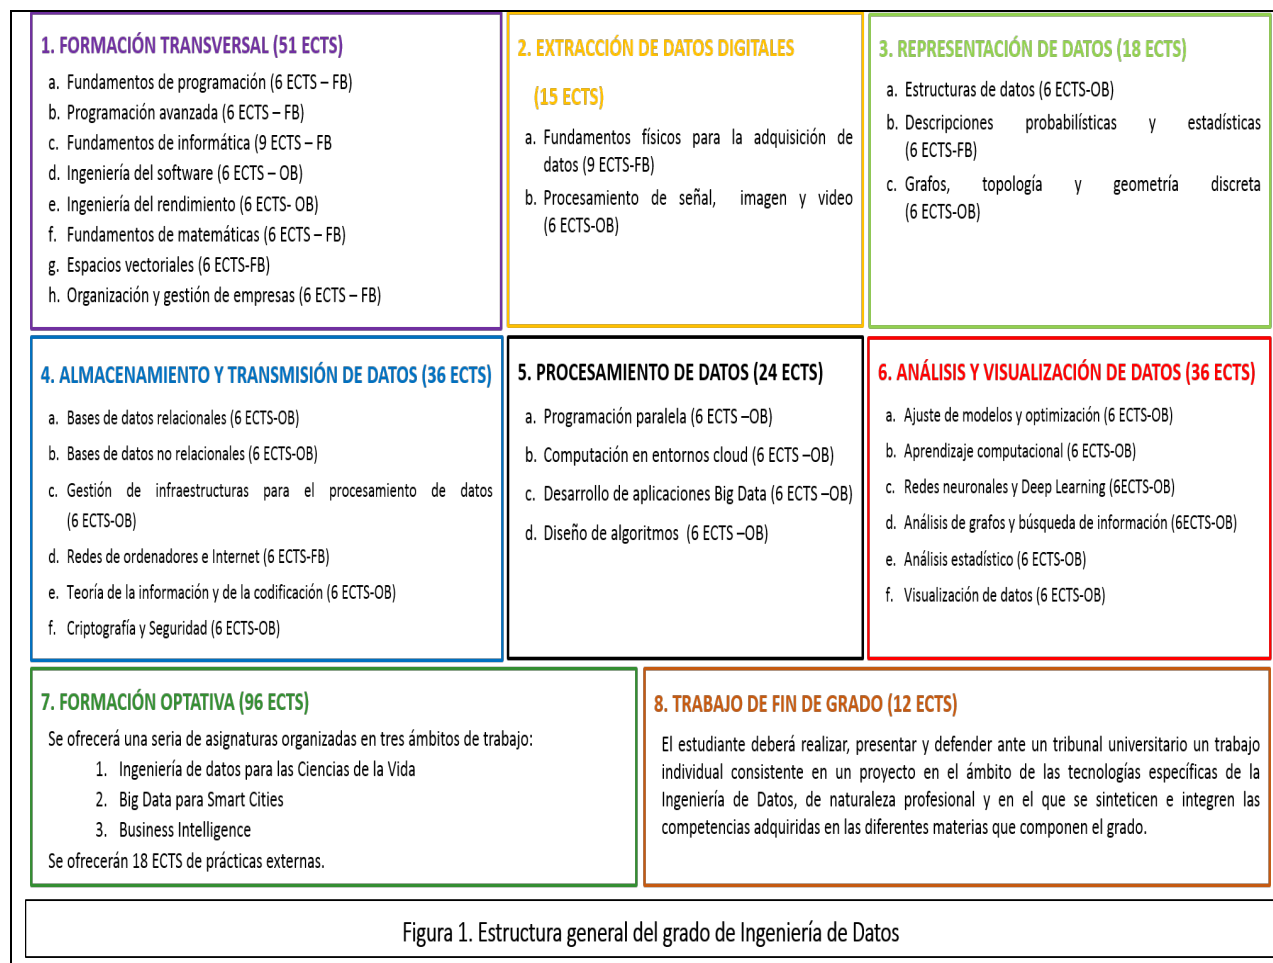 1. FORMACIÓN TRANSVERSAL (51 ECTS)
a. Fundamentos de programación (6 ECTS – FB)
b. Programación avanzada (6 ECTS – FB)
c. Fundamentos de informática (9 ECTS – FB
d. Ingeniería del software (6 ECTS – OB)
e. Ingeniería del rendimiento (6 ECTS- OB)
f. Fundamentos de matemáticas (6 ECTS – FB)
g. Espacios vectoriales (6 ECTS-FB)
h. Organización y gestión de empresas (6 ECTS – FB)
2. EXTRACCIÓN DE DATOS DIGITALES
(15 ECTS)
a. Fundamentos físicos para la adquisición de
datos (9 ECTS-FB)
b. Procesamiento de señal, imagen y video
(6 ECTS-OB)
3. REPRESENTACIÓN DE DATOS (18 ECTS)
a. Estructuras de datos (6 ECTS-OB)
b. Descripciones probabilísticas y estadísticas
(6 ECTS-FB)
c. Grafos, topología y geometría discreta
(6 ECTS-OB)
4. ALMACENAMIENTO Y TRANSMISIÓN DE DATOS (36 ECTS)
a. Bases de datos relacionales (6 ECTS-OB)
b. Bases de datos no relacionales (6 ECTS-OB)
c. Gestión de infraestructuras para el procesamiento de datos
(6 ECTS-OB)
d. Redes de ordenadores e Internet (6 ECTS-FB)
e. Teoría de la información y de la codificación (6 ECTS-OB)
f. Criptografía y Seguridad (6 ECTS-OB)
5. PROCESAMIENTO DE DATOS (24 ECTS)
a. Programación paralela (6 ECTS –OB)
b. Computación en entornos cloud (6 ECTS –OB)
c. Desarrollo de aplicaciones Big Data (6 ECTS –OB)
d. Diseño de algoritmos (6 ECTS –OB)
6. ANÁLISIS Y VISUALIZACIÓN DE DATOS (36 ECTS)
a. Ajuste de modelos y optimización (6 ECTS-OB)
b. Aprendizaje computacional (6 ECTS-OB)
c. Redes neuronales y Deep Learning (6ECTS-OB)
d. Análisis de grafos y búsqueda de información (6ECTS-OB)
e. Análisis estadístico (6 ECTS-OB)
f. Visualización de datos (6 ECTS-OB)
7. FORMACIÓN OPTATIVA (96 ECTS)
Se ofrecerá una seria de asignaturas organizadas en tres ámbitos de trabajo:
1. Ingeniería de datos para las Ciencias de la Vida
2. Big Data para Smart Cities
3. Business Intelligence
Se ofrecerán 18 ECTS de prácticas externas.
8. TRABAJO DE FIN DE GRADO (12 ECTS)
El estudiante deberá realizar, presentar y defender ante un tribunal universitario un trabajo
individual consistente en un proyecto en el ámbito de las tecnologías específicas de la
Ingeniería de Datos, de naturaleza profesional y en el que se sinteticen e integren las
competencias adquiridas en las diferentes materias que componen el grado.
Figura 1. Estructura general del grado de Ingeniería de Datos